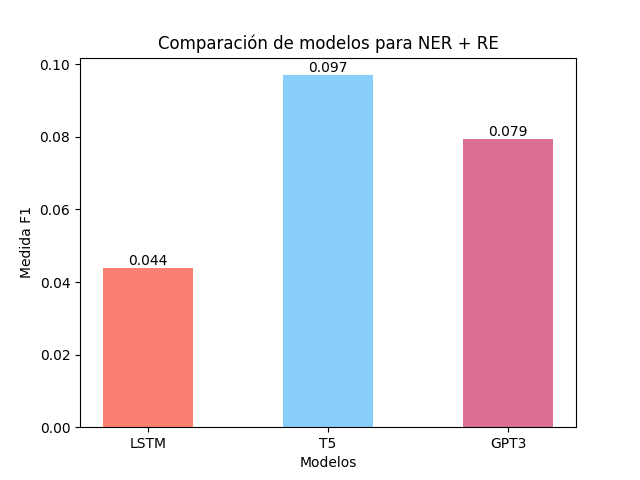 Comparación de modelos para NER + RE
0.10
0.08
0.06
0.04
0.02
0.00
Medida F1
0.044
0.097
0.079
LSTM
T5
GPT3
Modelos